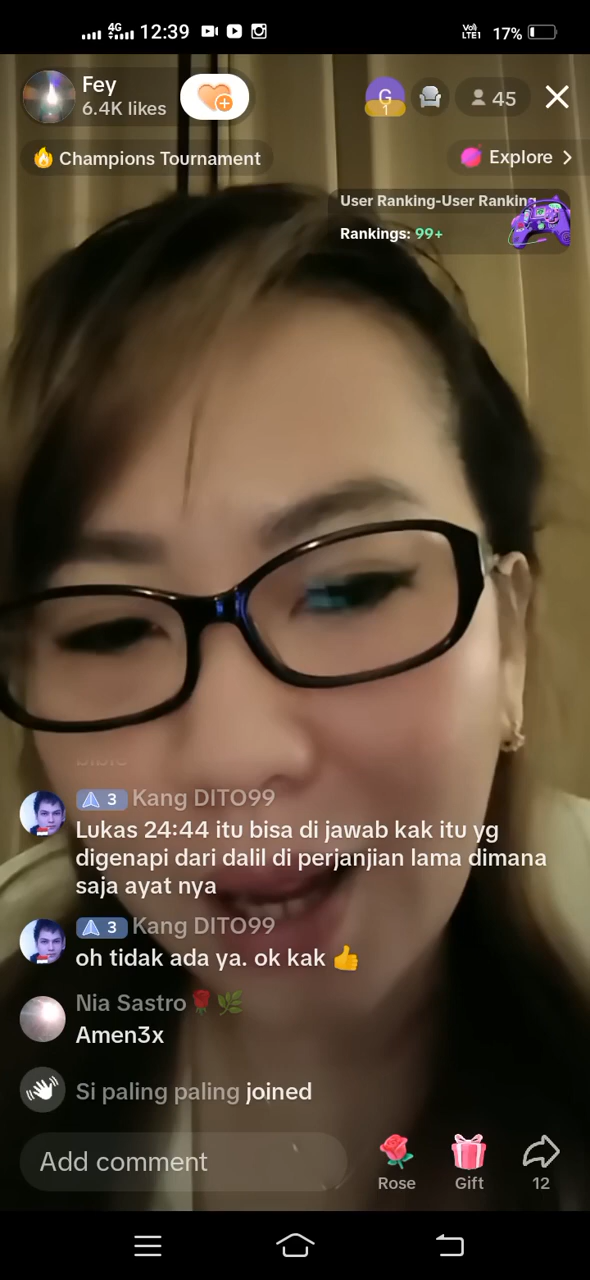 4G 12:39 Vo) LTE1 17%
Fey
6.4K likes
G
1
45
🔥 Champions Tournament
Explore
User Ranking-User Ranking
Rankings: 99+
3 Kang DITO99
Lukas 24:44 itu bisa di jawab kak itu yg
digenapi dari dalil di perjanjian lama dimana
saja ayat nya
3 Kang DITO99
oh tidak ada ya. ok kak 👍
Nia Sastro🌹🌿
Amen3x
Si paling paling joined
Add comment
Rose
Gift
12